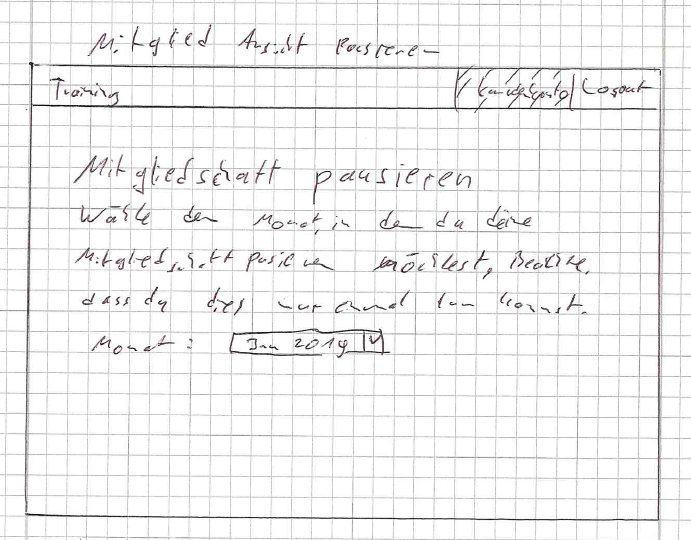 Mitglied Ansicht Pausieren
Training Kundenkonto Logout
Mitgliedschaft pausieren
Wähle den Monat, in dem du deine
Mitgliedschaft pusieren möchtest, Beachte,
dass du dies nur einmal tun kannst.
Monat: Jan 2019